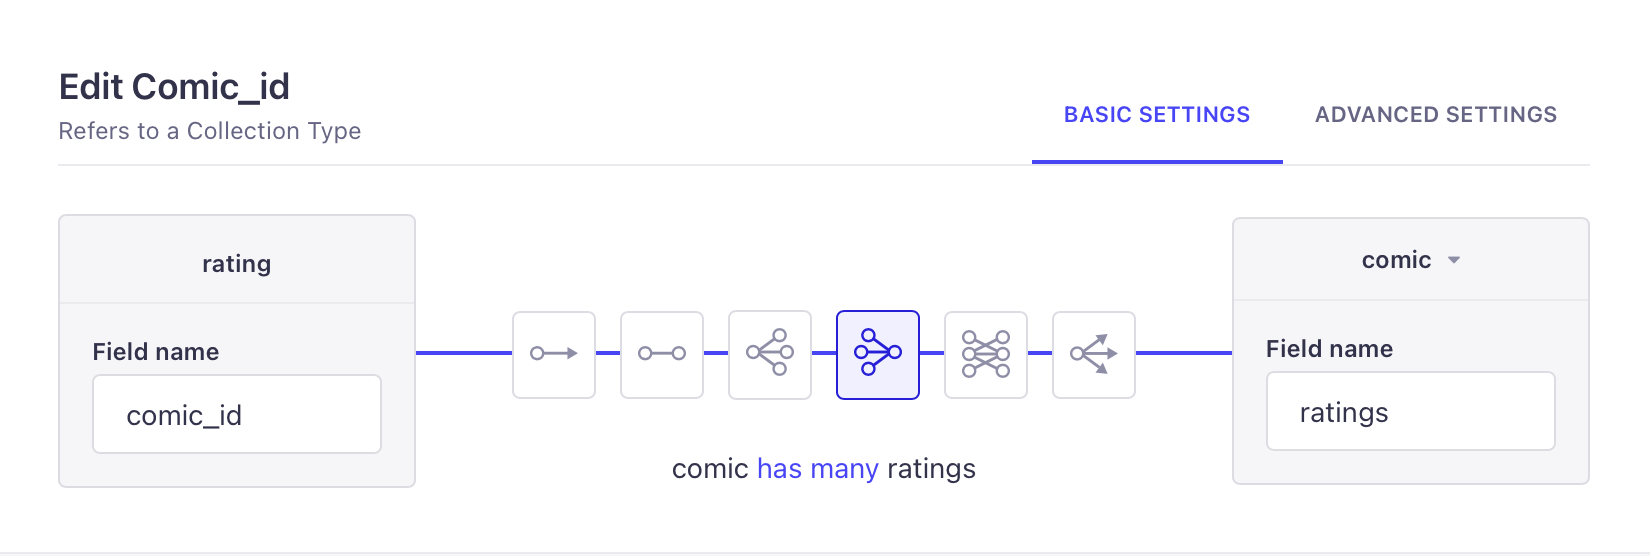 Edit Comic_id
Refers to a Collection Type
BASIC SETTINGS
ADVANCED SETTINGS
rating
Field name
comic_id
comic has many ratings
comic
Field name
ratings